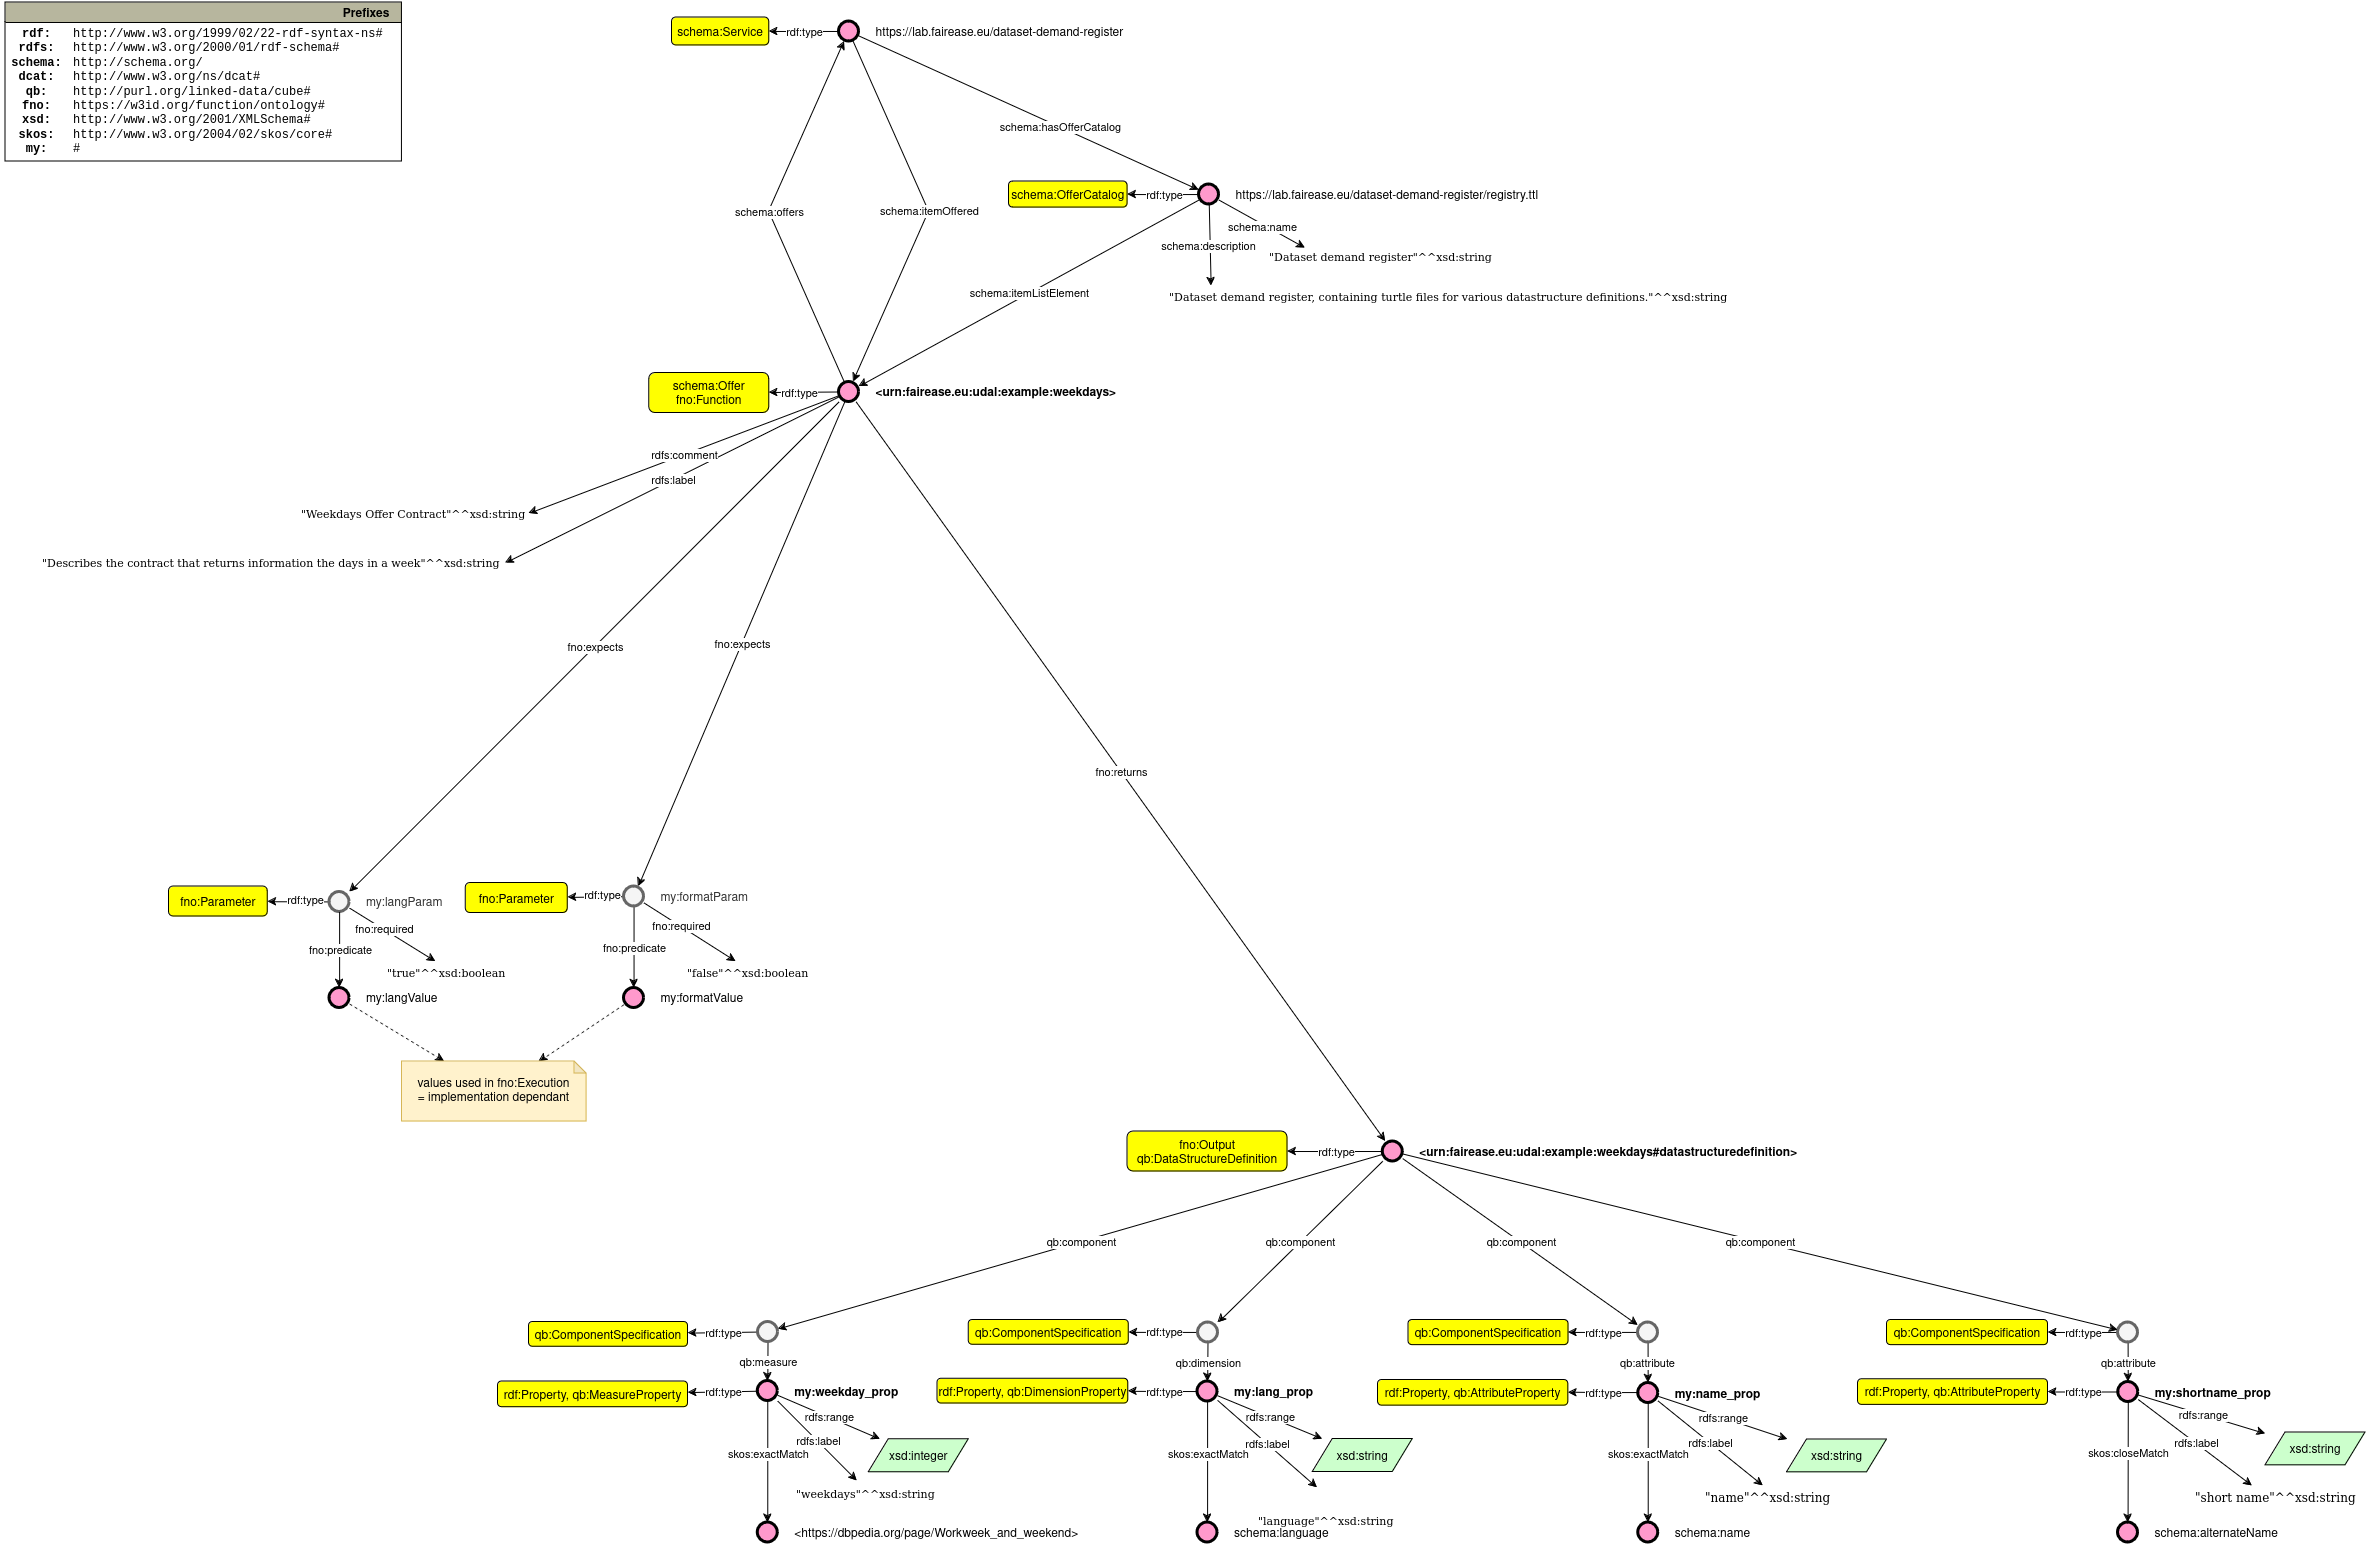 Prefixes
rdf: http://www.w3.org/1999/02/22-rdf-syntax-ns#
rdfs: http://www.w3.org/2000/01/rdf-schema#
schema: http://schema.org/
dcat: http://www.w3.org/ns/dcat#
qb: http://purl.org/linked-data/cube#
fno: https://w3id.org/function/ontology#
xsd: http://www.w3.org/2001/XMLSchema#
skos: http://www.w3.org/2004/02/skos/core#
my: #
schema:Service
rdf:type
https://lab.fairease.eu/dataset-demand-register
schema:hasOfferCatalog
schema:OfferCatalog
rdf:type
https://lab.fairease.eu/dataset-demand-register/registry.ttl
schema:offers
schema:itemOffered
schema:name
schema:description
"Dataset demand register"^^xsd:string
schema:itemListElement
"Dataset demand register, containing turtle files for various datastructure definitions."^^xsd:string
schema:Offer
fno:Function
rdf:type
<urn:fairease.eu:udal:example:weekdays>
rdfs:comment
rdfs:label
"Weekdays Offer Contract"^^xsd:string
"Describes the contract that returns information the days in a week"^^xsd:string
fno:expects
fno:expects
fno:returns
fno:Parameter
rdf:type
my:langParam
fno:Parameter
rdf:type
my:formatParam
fno:required
fno:predicate
"true"^^xsd:boolean
my:langValue
fno:required
fno:predicate
"false"^^xsd:boolean
my:formatValue
values used in fno:Execution
= implementation dependant
fno:Output
qb:DataStructureDefinition
rdf:type
<urn:fairease.eu:udal:example:weekdays#datastructuredefinition>
qb:component
qb:component
qb:component
qb:component
qb:ComponentSpecification
rdf:type
qb:measure
rdf:Property, qb:MeasureProperty
rdf:type
my:weekday_prop
rdfs:range
rdfs:label
skos:exactMatch
xsd:integer
"weekdays"^^xsd:string
<https://dbpedia.org/page/Workweek_and_weekend>
qb:ComponentSpecification
rdf:type
qb:dimension
rdf:Property, qb:DimensionProperty
rdf:type
my:lang_prop
rdfs:range
rdfs:label
skos:exactMatch
xsd:string
"language"^^xsd:string
schema:language
qb:ComponentSpecification
rdf:type
qb:attribute
rdf:Property, qb:AttributeProperty
rdf:type
my:name_prop
rdfs:range
rdfs:label
skos:exactMatch
xsd:string
"name"^^xsd:string
schema:name
qb:ComponentSpecification
rdf:type
qb:attribute
rdf:Property, qb:AttributeProperty
rdf:type
my:shortname_prop
rdfs:range
rdfs:label
skos:closeMatch
xsd:string
"short name"^^xsd:string
schema:alternateName